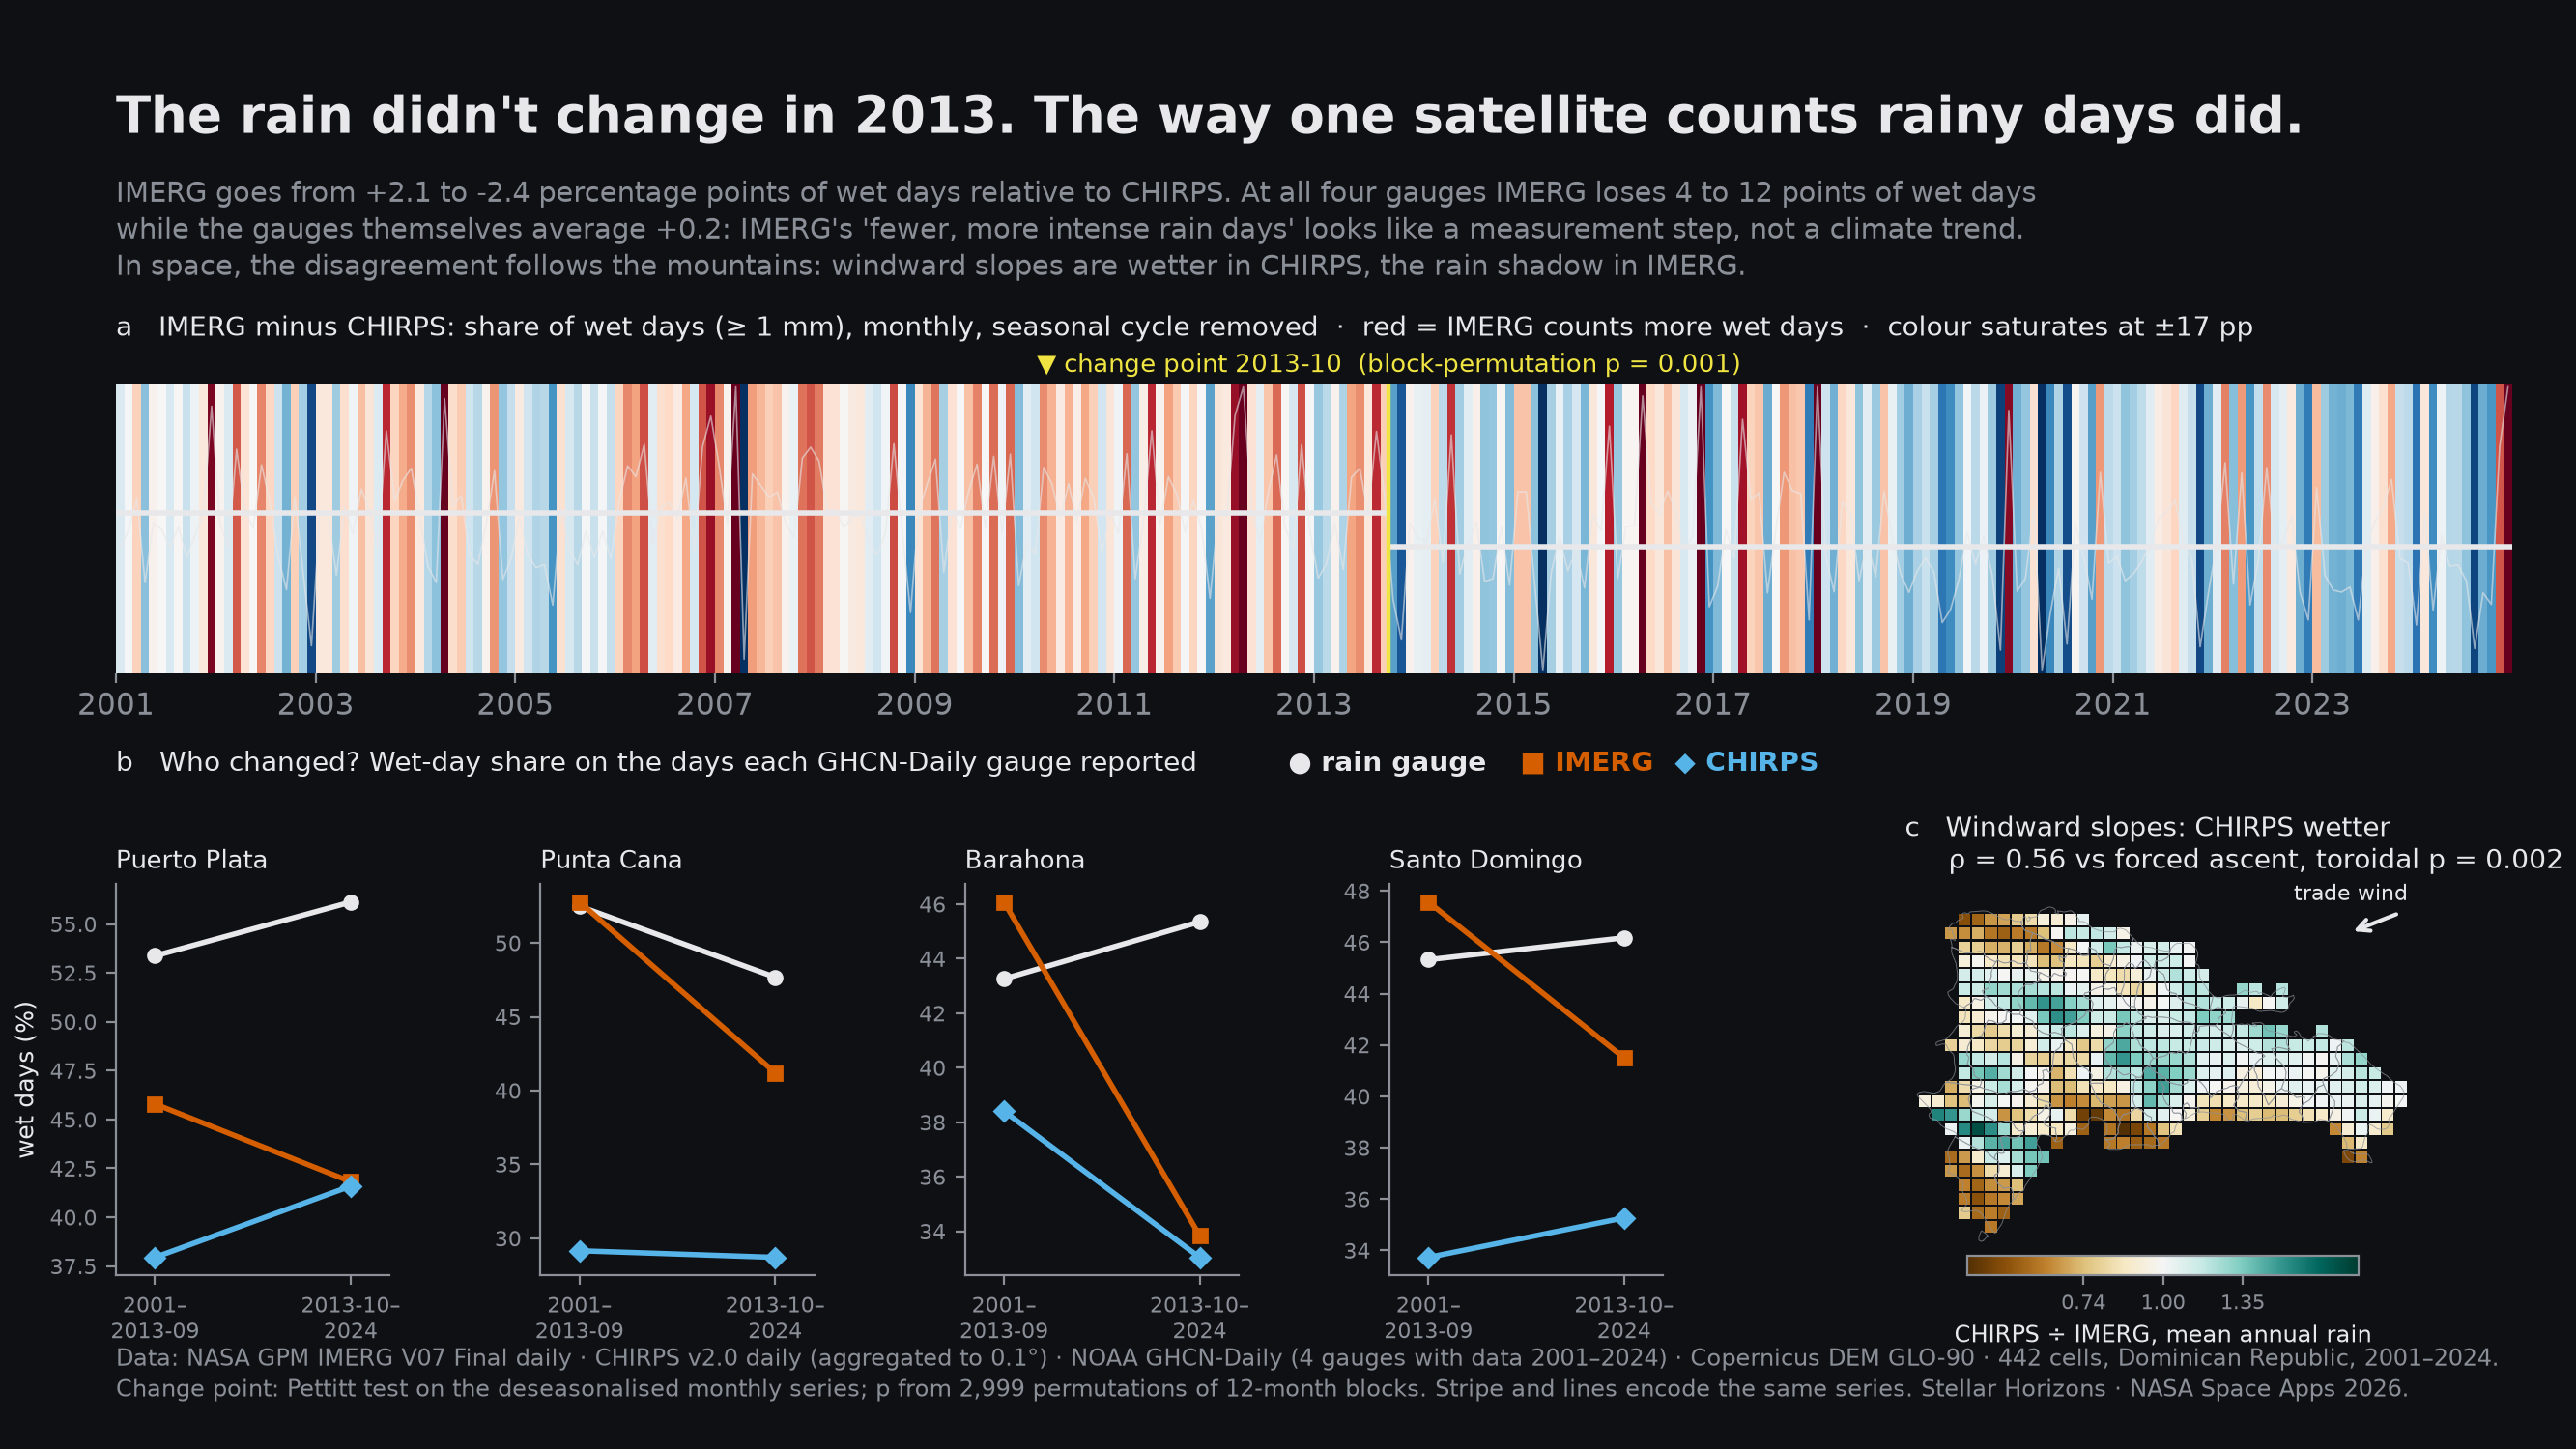 The rain didn't change in 2013. The way one satellite counts rainy days did.
IMERG goes from +2.1 to -2.4 percentage points of wet days relative to CHIRPS. At all four gauges IMERG loses 4 to 12 points of wet days
while the gauges themselves average +0.2: IMERG's 'fewer, more intense rain days' looks like a measurement step, not a climate trend.
In space, the disagreement follows the mountains: windward slopes are wetter in CHIRPS, the rain shadow in IMERG.
a IMERG minus CHIRPS: share of wet days (≥ 1 mm), monthly, seasonal cycle removed · red = IMERG counts more wet days · colour saturates at ±17 pp
▼ change point 2013-10 (block-permutation p = 0.001)
2001 2003 2005 2007 2009 2011 2013 2015 2017 2019 2021 2023
b Who changed? Wet-day share on the days each GHCN-Daily gauge reported
● rain gauge ■ IMERG ◆ CHIRPS
wet days (%)
Puerto Plata
55.0
52.5
50.0
47.5
45.0
42.5
40.0
37.5
2001– 2013-10–
2013-09 2024
Punta Cana
50
45
40
35
30
2001– 2013-10–
2013-09 2024
Barahona
46
44
42
40
38
36
34
2001– 2013-10–
2013-09 2024
Santo Domingo
48
46
44
42
40
38
36
34
2001– 2013-10–
2013-09 2024
c Windward slopes: CHIRPS wetter
ρ = 0.56 vs forced ascent, toroidal p = 0.002
trade wind
0.74 1.00 1.35
CHIRPS ÷ IMERG, mean annual rain
Data: NASA GPM IMERG V07 Final daily · CHIRPS v2.0 daily (aggregated to 0.1°) · NOAA GHCN-Daily (4 gauges with data 2001–2024) · Copernicus DEM GLO-90 · 442 cells, Dominican Republic, 2001–2024.
Change point: Pettitt test on the deseasonalised monthly series; p from 2,999 permutations of 12-month blocks. Stripe and lines encode the same series. Stellar Horizons · NASA Space Apps 2026.